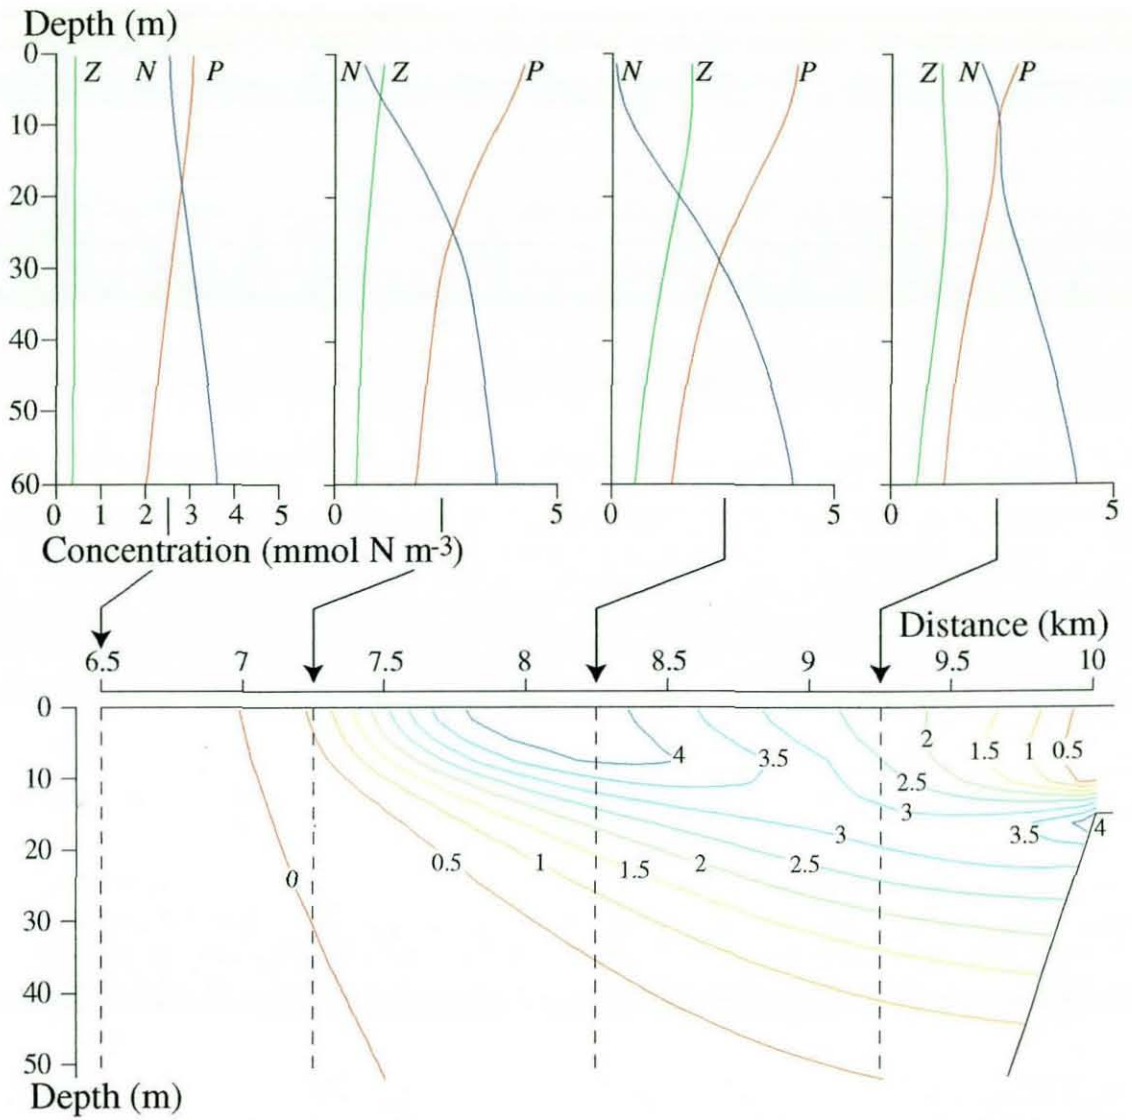 Depth (m)
0
10
20
30
40
50
60
Z N P
N Z P
N Z P
Z N P
0 1 2 3 4 5
0 5
0 5
0 5
Concentration (mmol N m-3)
Distance (km)
6.5 7 7.5 8 8.5 9 9.5 10
0
10
20
30
40
50
4 3.5 2 1.5 1 0.5
2.5
3
3 3.5 4
0 0.5 1 1.5 2 2.5
Depth (m)